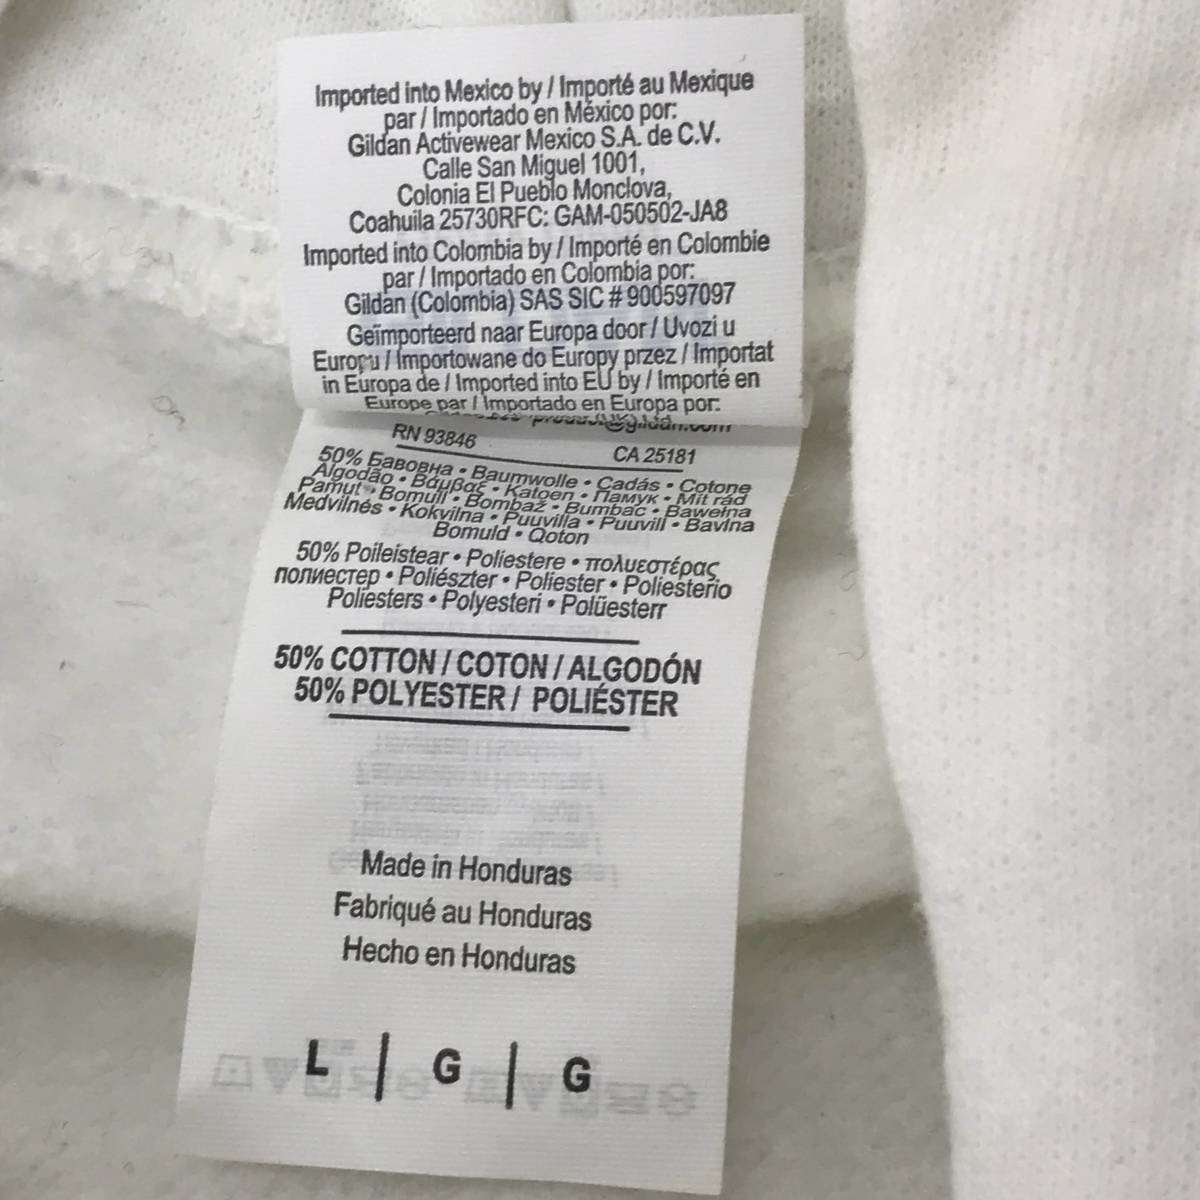 Imported into Mexico by / Importé au Mexique
par / Importado en México por:
Gildan Activewear Mexico S.A. de C.V.
Calle San Miguel 1001,
Colonia El Pueblo Monclova,
Coahuila 25730RFC: GAM-050502-JA8
Imported into Colombia by / Importé en Colombie
par / Importado en Colombia por:
Gildan (Colombia) SAS SIC # 900597097
Geïmporteerd naar Europa door / Uvozi u
Europu / Importowane do Europy przez / Importat
in Europa de / Imported into EU by / Importé en
Europe par / Importado en Europa por:
RN 93846 CA 25181
50% Бавовна • Baumwolle • Cadás • Cotone
Algodão • Βάμβαξ • Katoen • Памук • Mit rád
Pamut • Bomull • Bombaž • Bumbac • Bawełna
Medvilnés • Kokvilna • Puuvilla • Puuvill • Bavlna
Bomuld • Qoton
50% Poileistear • Poliestere • πολυεστέρας
полиестер • Poliészter • Poliester • Poliesterio
Poliesters • Polyesteri • Polüesterr
50% COTTON / COTON / ALGODÓN
50% POLYESTER / POLIÉSTER
Made in Honduras
Fabriqué au Honduras
Hecho en Honduras
L | G | G